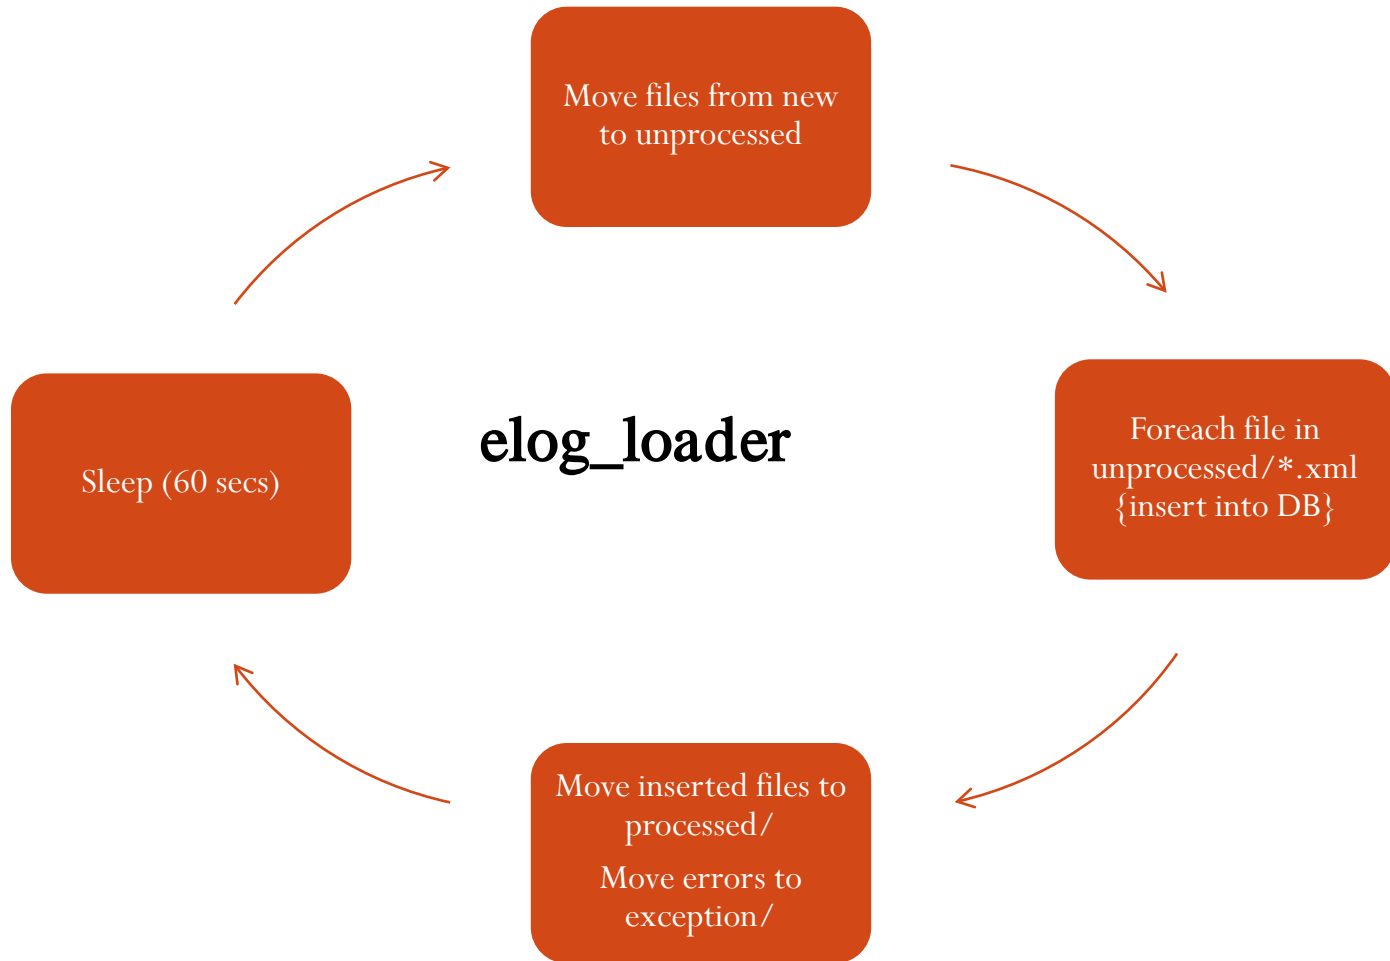 Move files from new
to unprocessed
elog_loader
Foreach file in
unprocessed/*.xml
{insert into DB}
Sleep (60 secs)
Move inserted files to
processed/
Move errors to
exception/